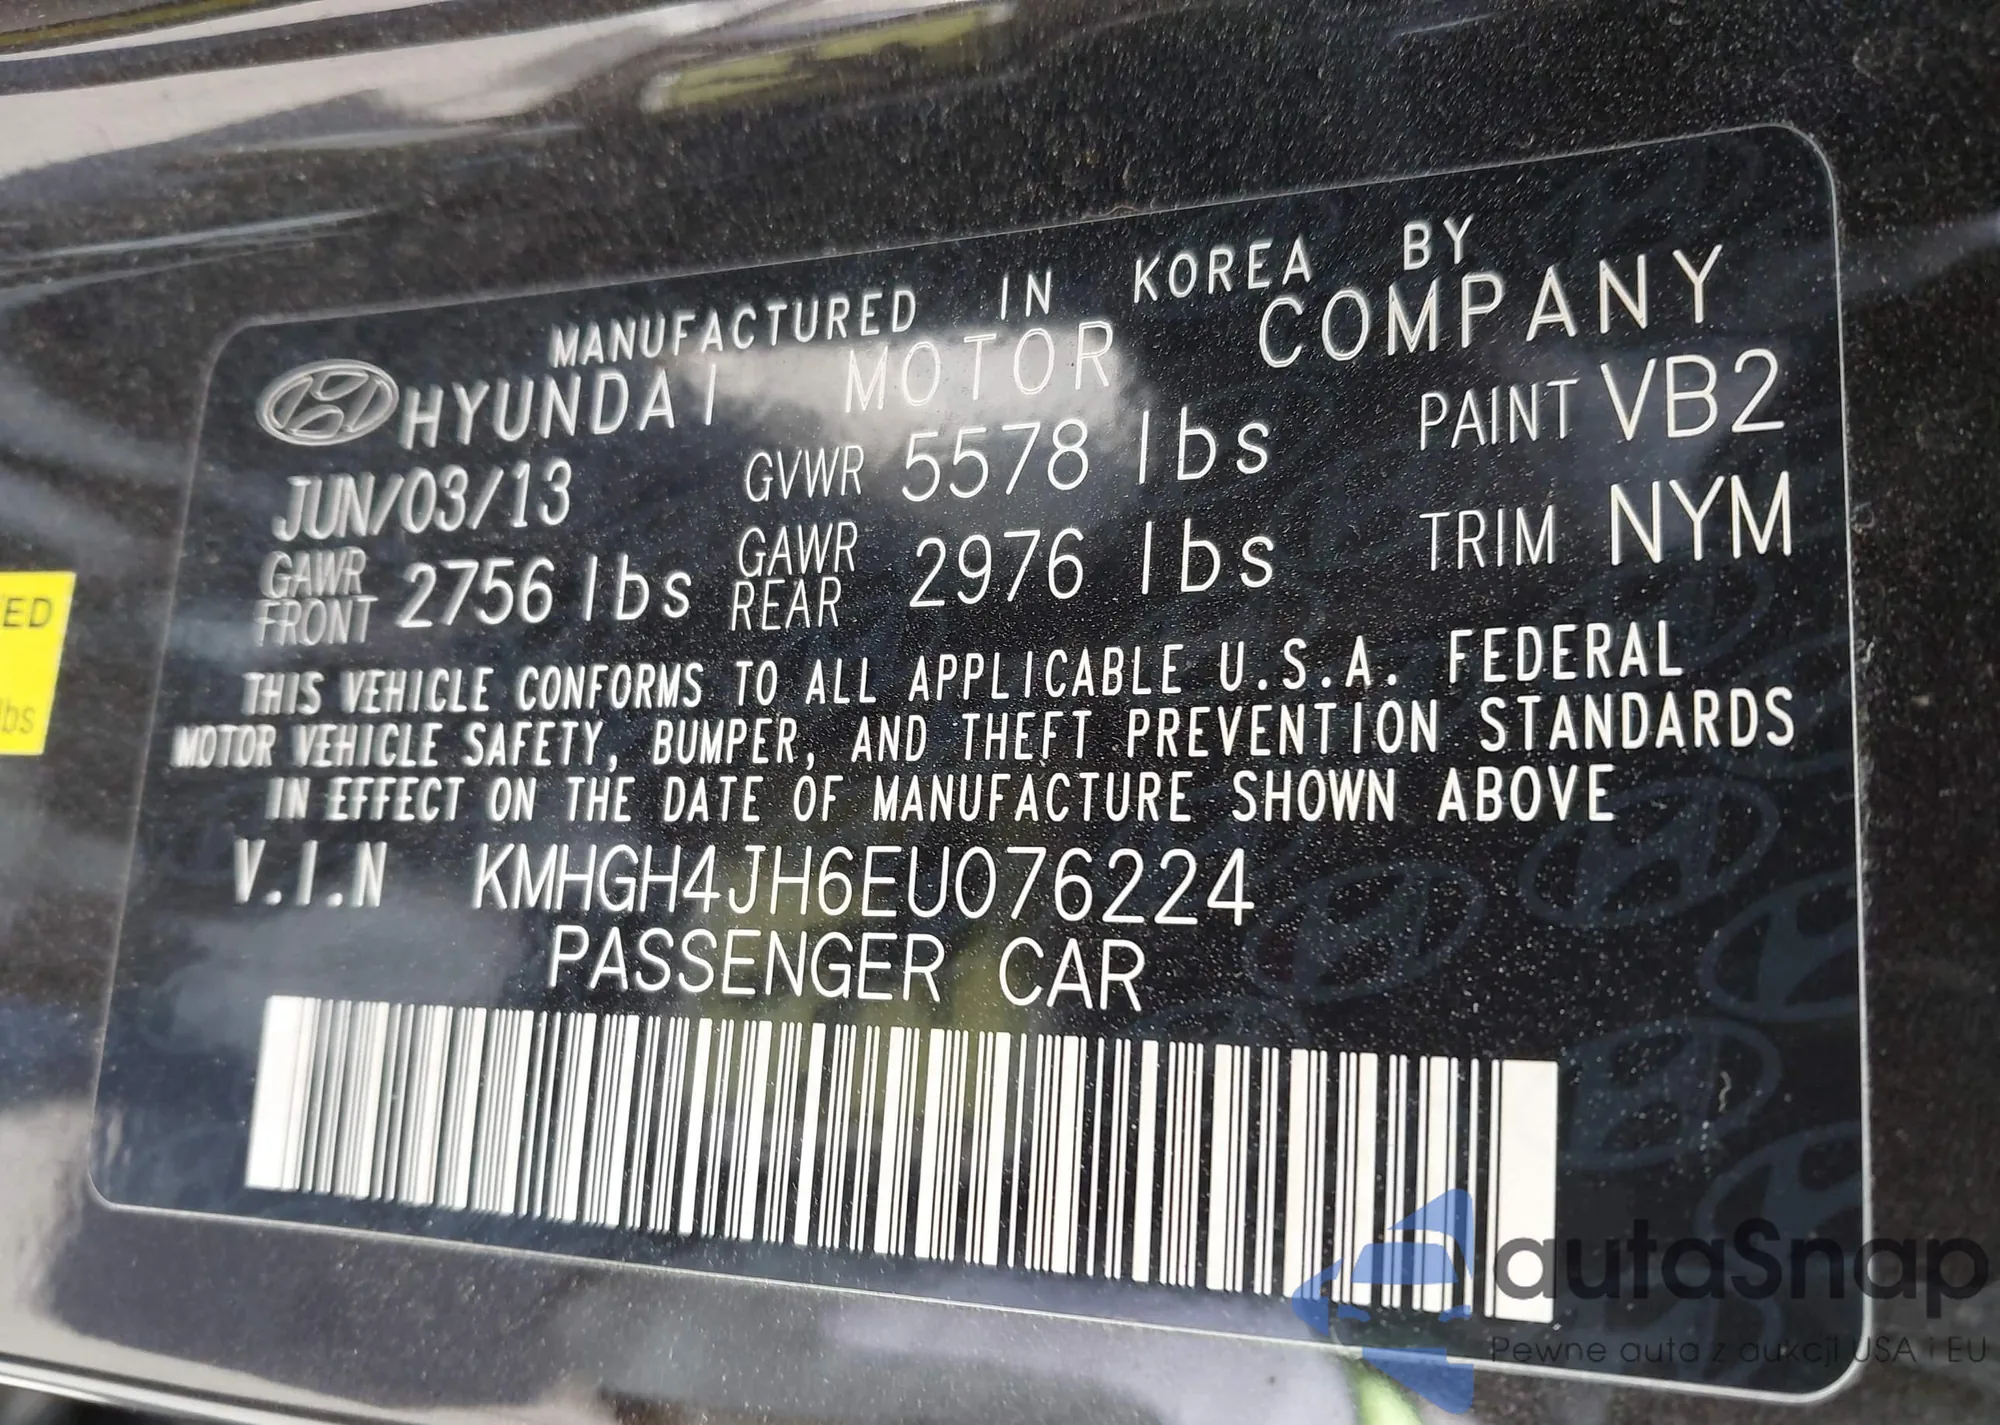 MANUFACTURED IN KOREA BY
HYUNDAI MOTOR COMPANY
JUN/03/13 GVWR 5578 lbs PAINT VB2
GAWR FRONT 2756 lbs GAWR REAR 2976 lbs TRIM NYM
THIS VEHICLE CONFORMS TO ALL APPLICABLE U.S.A. FEDERAL
MOTOR VEHICLE SAFETY, BUMPER, AND THEFT PREVENTION STANDARDS
IN EFFECT ON THE DATE OF MANUFACTURE SHOWN ABOVE
V.I.N KMHGH4JH6EU076224
PASSENGER CAR
ED
lbs
autaSnap
Pewne auta z aukcji USA i EU